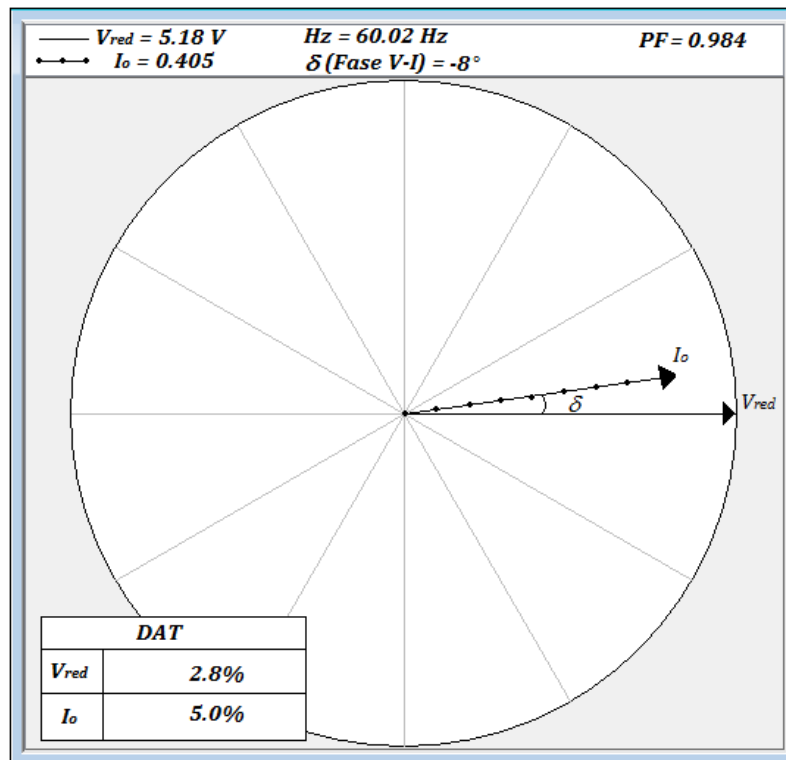 Vred = 5.18 V Hz = 60.02 Hz PF = 0.984
Io = 0.405 δ (Fase V-I) = -8°
Io
δ
Vred
DAT
Vred 2.8%
Io 5.0%